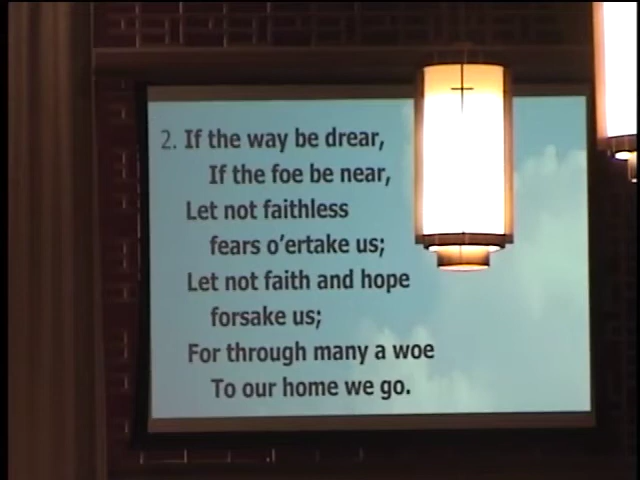 2. If the way be drear,
If the foe be near,
Let not faithless
fears o'ertake us;
Let not faith and hope
forsake us;
For through many a woe
To our home we go.